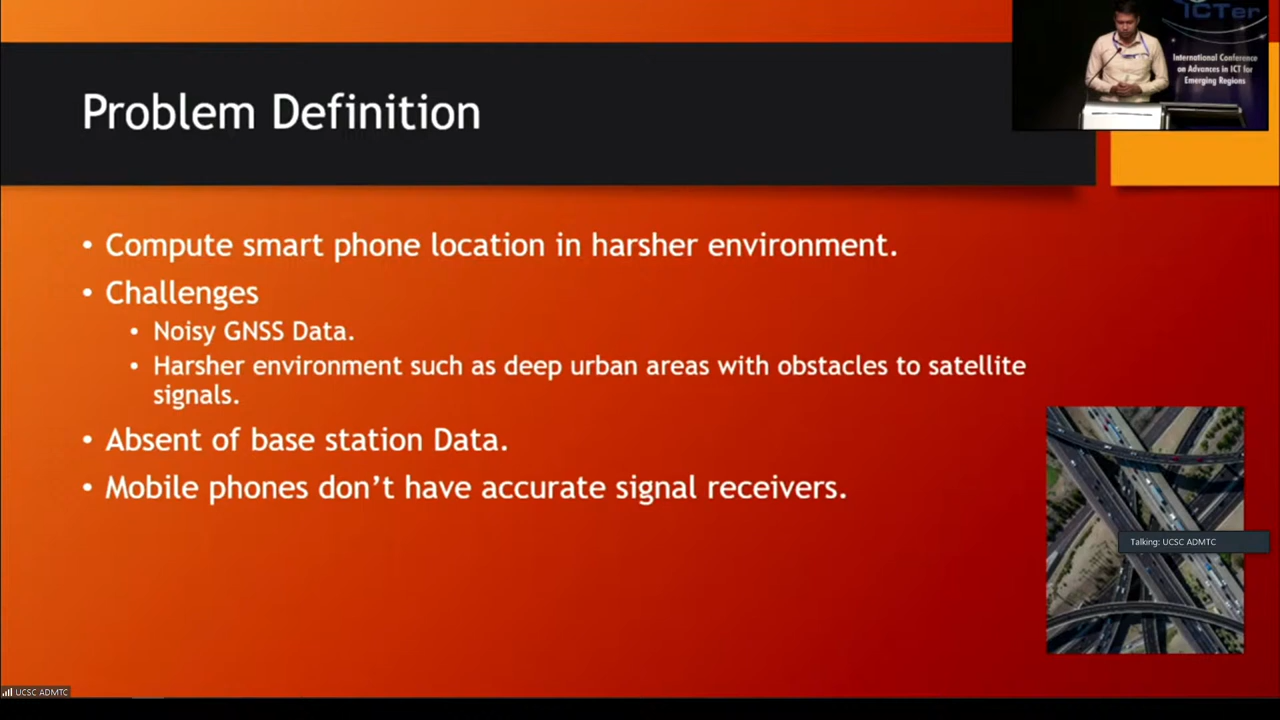 ICTer
International Conference
on Advances in ICT for
Emerging Regions
Problem Definition
• Compute smart phone location in harsher environment.
• Challenges
• Noisy GNSS Data.
• Harsher environment such as deep urban areas with obstacles to satellite
signals.
• Absent of base station Data.
• Mobile phones don’t have accurate signal receivers.
Talking: UCSC ADMTC
UCSC ADMTC